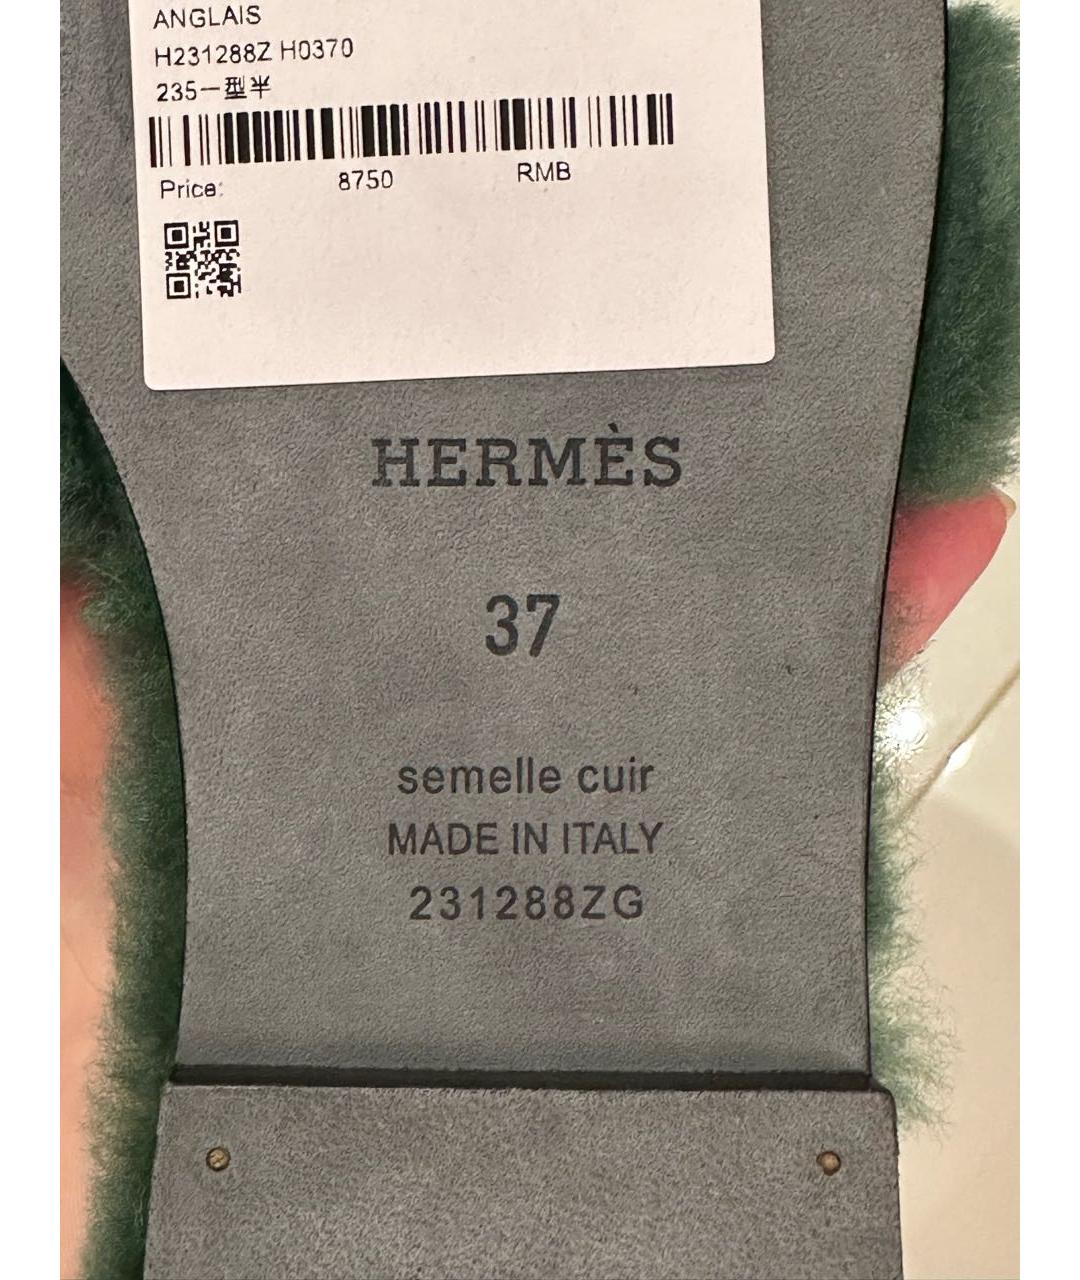 ANGLAIS
H231288Z H0370
235一型半
Price: 8750 RMB
HERMÈS
37
semelle cuir
MADE IN ITALY
231288ZG